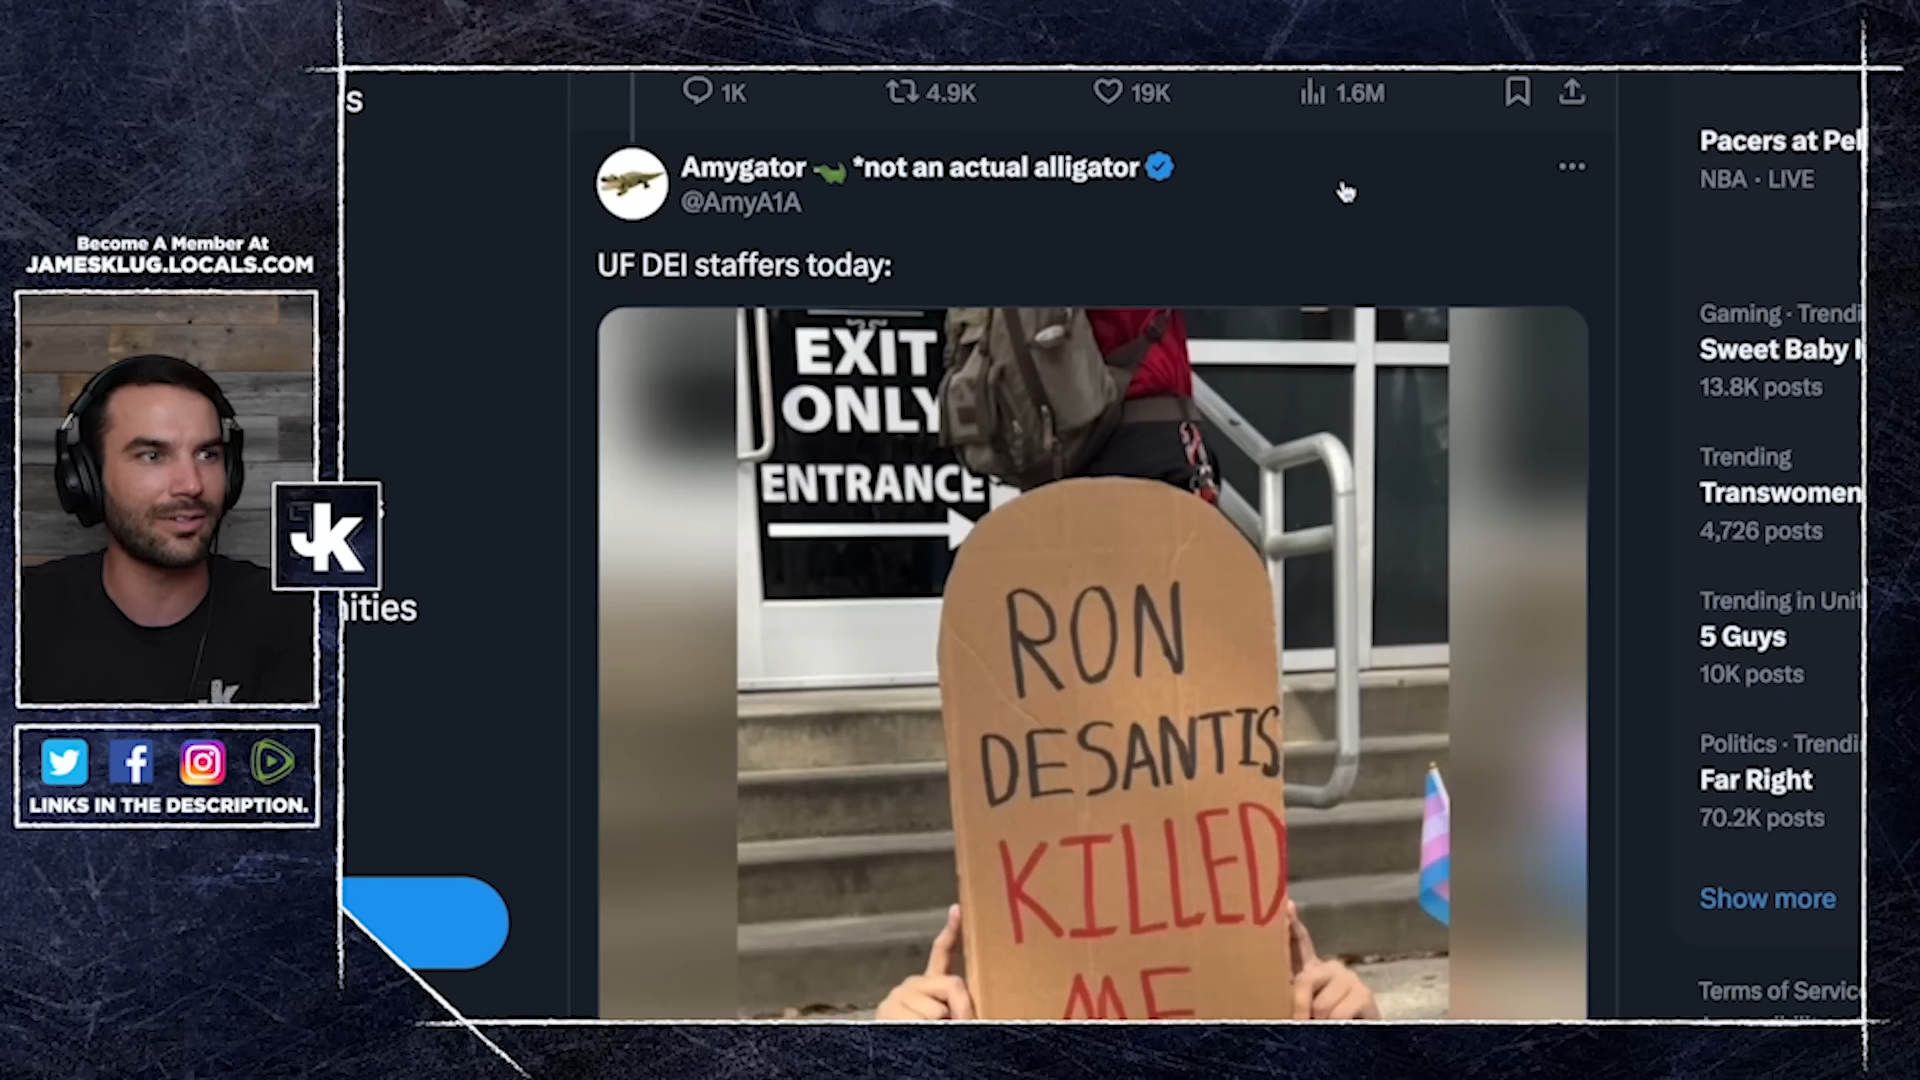 s
1K 4.9K 19K 1.6M
Amygator *not an actual alligator
@AmyA1A
UF DEI staffers today:
EXIT
ONLY
ENTRANCE
RON
DESANTIS
KILLED
ME
Become A Member At
JAMESKLUG.LOCALS.COM
JK
LINKS IN THE DESCRIPTION.
nities
Pacers at Pel
NBA · LIVE
Gaming · Trendi
Sweet Baby I
13.8K posts
Trending
Transwomen
4,726 posts
Trending in Unit
5 Guys
10K posts
Politics · Trendi
Far Right
70.2K posts
Show more
Terms of Servic